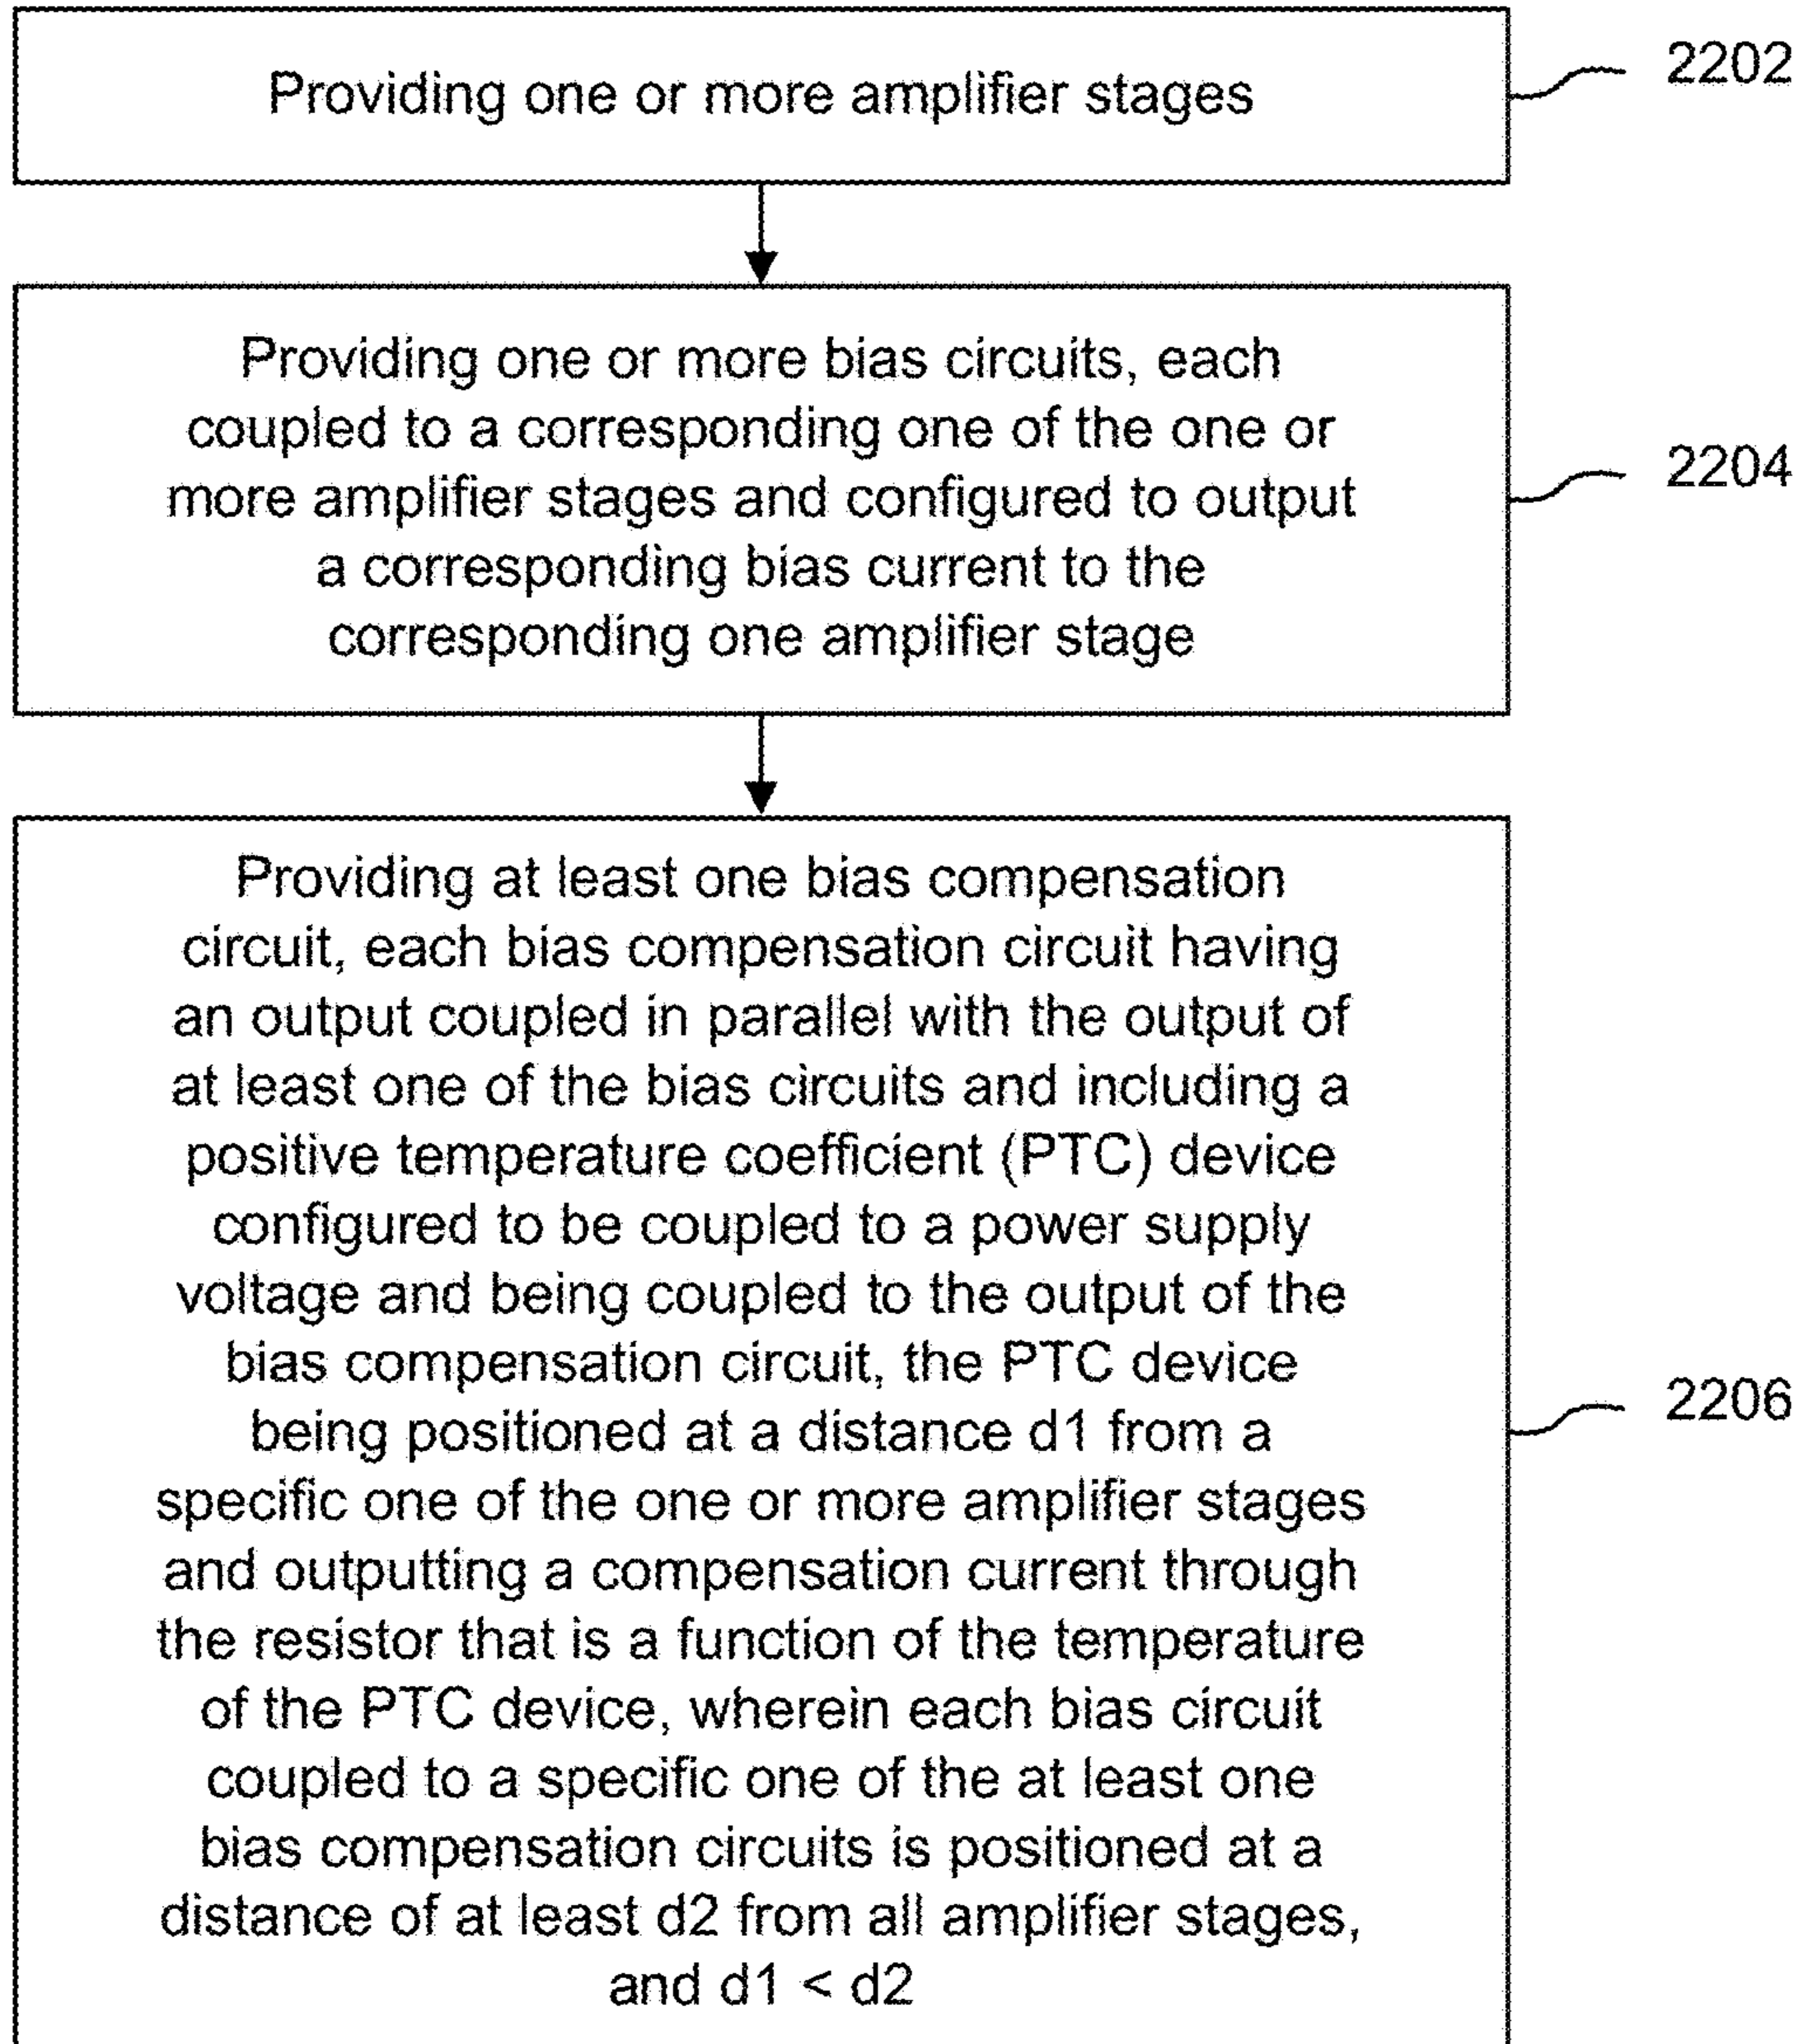 Providing one or more amplifier stages
2202
Providing one or more bias circuits, each
coupled to a corresponding one of the one or
more amplifier stages and configured to output
a corresponding bias current to the
corresponding one amplifier stage
2204
Providing at least one bias compensation
circuit, each bias compensation circuit having
an output coupled in parallel with the output of
at least one of the bias circuits and including a
positive temperature coefficient (PTC) device
configured to be coupled to a power supply
voltage and being coupled to the output of the
bias compensation circuit, the PTC device
being positioned at a distance d1 from a
specific one of the one or more amplifier stages
and outputting a compensation current through
the resistor that is a function of the temperature
of the PTC device, wherein each bias circuit
coupled to a specific one of the at least one
bias compensation circuits is positioned at a
distance of at least d2 from all amplifier stages,
and d1 < d2
2206